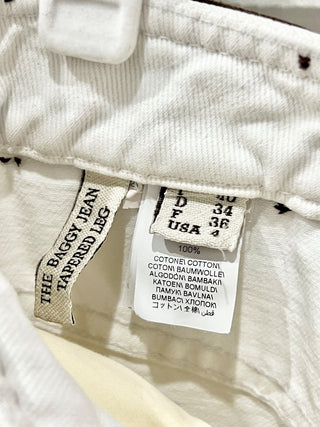 THE BAGGY JEAN
TAPERED LEG
I 40
D 34
F 36
USA 4
100%
COTONE\ COTTON\
COTON\ BAUMWOLLE\
ALGODÓN\ BAMBAKI\
KATOEN\ BOMULD\
ПАМУК\ BAVLNA\
BUMBAC\ ХЛОПОК\
コットン\ 全棉\ قطن